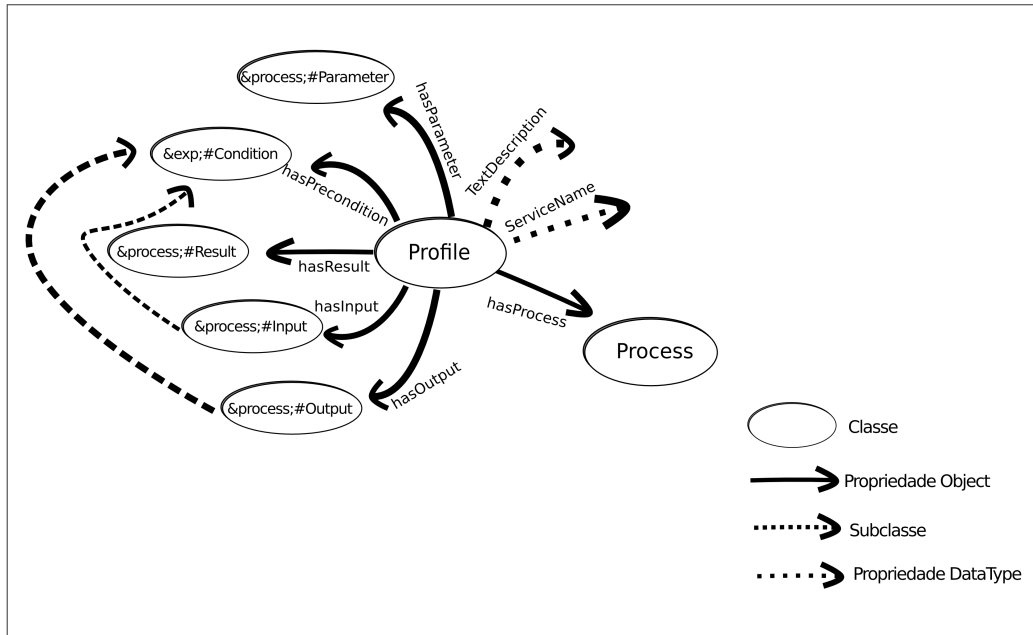 &process;#Parameter
hasParameter
TextDescription
&exp;#Condition
hasPrecondition
ServiceName
&process;#Result
hasResult
Profile
hasInput
hasProcess
&process;#Input
Process
&process;#Output
hasOutput
Classe
Propriedade Object
Subclasse
Propriedade DataType